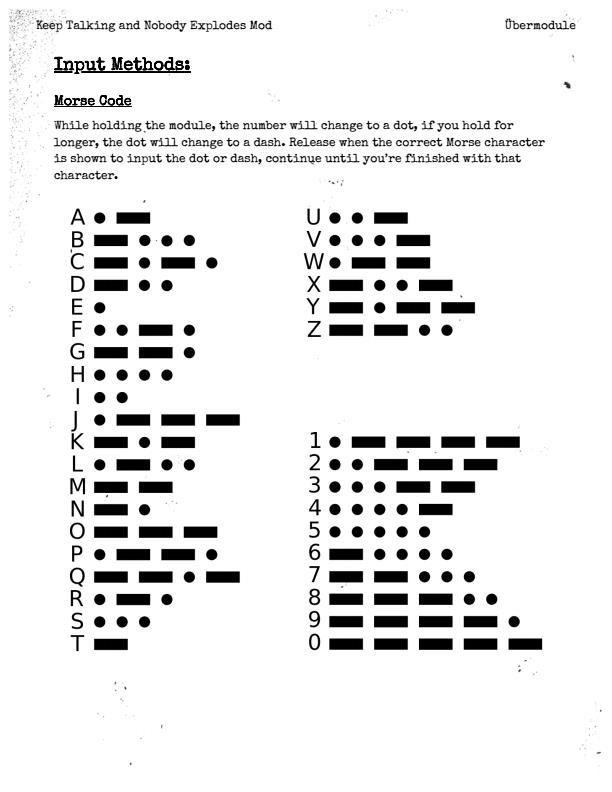 Keep Talking and Nobody Explodes Mod
Übermodule
Input Methods:
Morse Code
While holding the module, the number will change to a dot, if you hold for
longer, the dot will change to a dash. Release when the correct Morse character
is shown to input the dot or dash, continue until you're finished with that
character.
A
B
C
D
E
F
G
H
I
J
K
L
M
N
O
P
Q
R
S
T
U
V
W
X
Y
Z
1
2
3
4
5
6
7
8
9
0